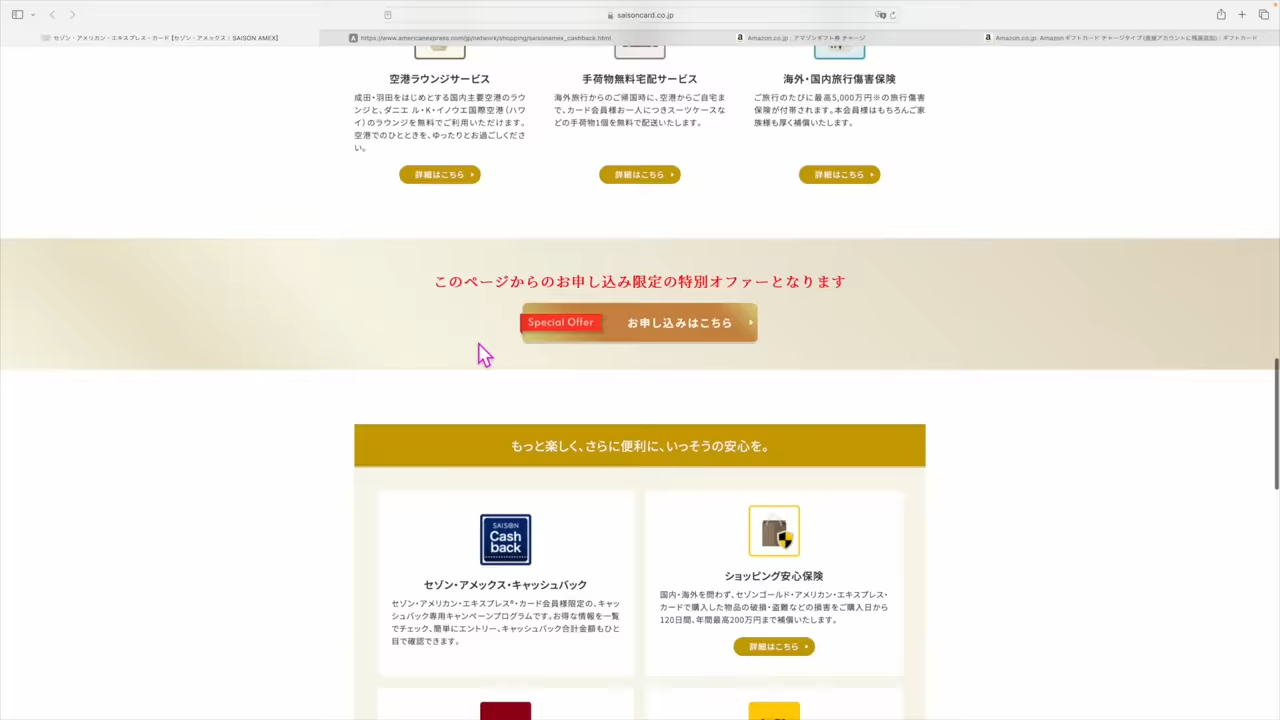 saisoncard.co.jp
セゾン・アメリカン・エキスプレス・カード【セゾン・アメックス｜SAISON AMEX】
https://www.americanexpress.com/jp/network/shopping/saisonamex_cashback.html
Amazon.co.jp : アマゾンギフト券 チャージ
Amazon.co.jp: Amazon ギフトカード チャージタイプ(直接アカウントに残高追加) : ギフトカード
空港ラウンジサービス
成田・羽田をはじめとする国内主要空港のラウ
ンジと、ダニエ ル・K・イノウエ国際空港（ハワ
イ）のラウンジを無料でご利用いただけます。
空港でのひとときを、ゆったりとお過ごしくださ
い。
詳細はこちら
手荷物無料宅配サービス
海外旅行からのご帰国時に、空港からご自宅ま
で、カード会員様お一人につきスーツケースな
どの手荷物1個を無料で配送いたします。
詳細はこちら
海外・国内旅行傷害保険
ご旅行のたびに最高5,000万円※の旅行傷害
保険が付帯されます。本会員様はもちろんご家
族様も厚く補償いたします。
詳細はこちら
このページからのお申し込み限定の特別オファーとなります
Special Offer お申し込みはこちら
もっと楽しく、さらに便利に、いっそうの安心を。
SAISON
Cash
back
セゾン・アメックス・キャッシュバック
セゾン・アメリカン・エキスプレス®・カード会員様限定の、キャッ
シュバック専用キャンペーンプログラムです。お得な情報を一覧
でチェック、簡単にエントリー、キャッシュバック合計金額もひと
目で確認できます。
ショッピング安心保険
国内・海外を問わず、セゾンゴールド・アメリカン・エキスプレス・
カードで購入した物品の破損・盗難などの損害をご購入日から
120日間、年間最高200万円まで補償いたします。
詳細はこちら